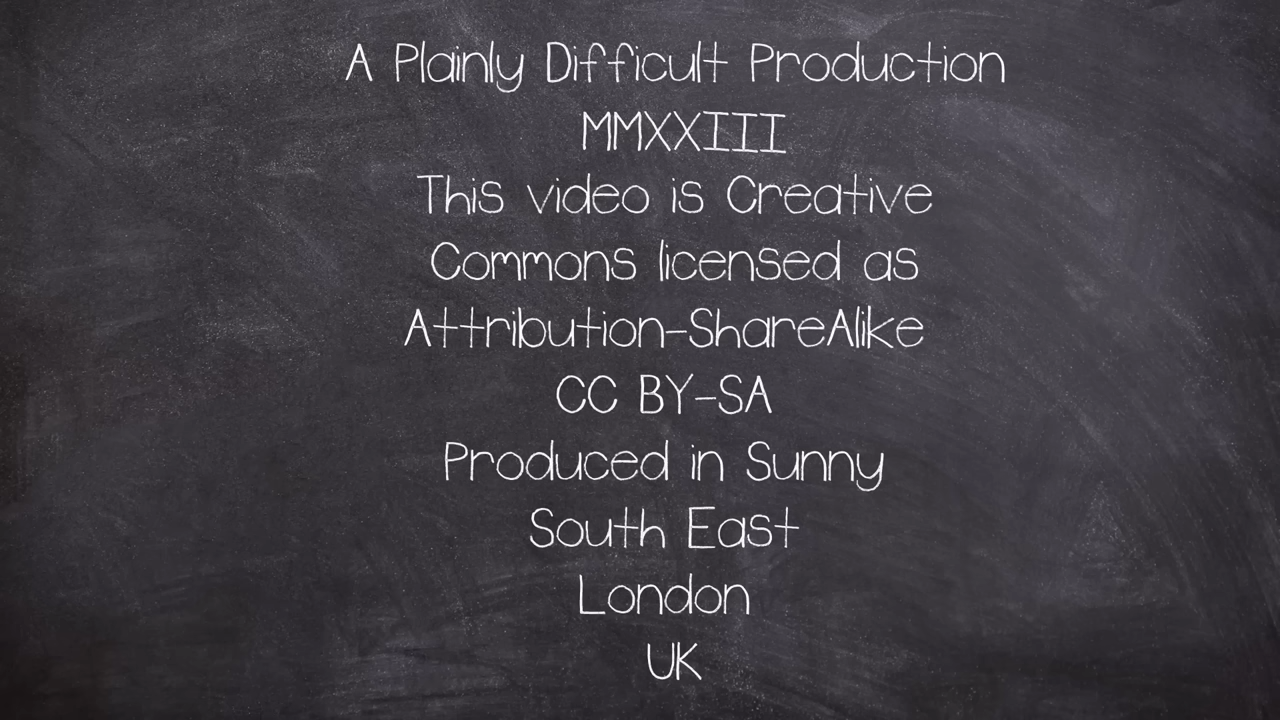 A Plainly Difficult Production
MMXXIII
This video is Creative
Commons licensed as
Attribution-ShareAlike
CC BY-SA
Produced in Sunny
South East
London
UK